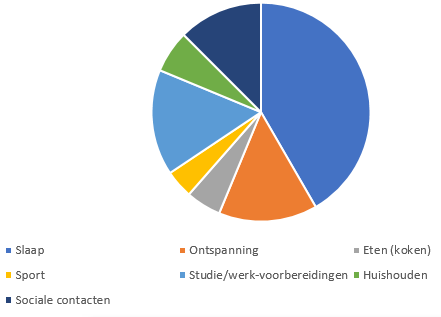 Slaap Ontspanning Eten (koken)
Sport Studie/werk-voorbereidingen Huishouden
Sociale contacten